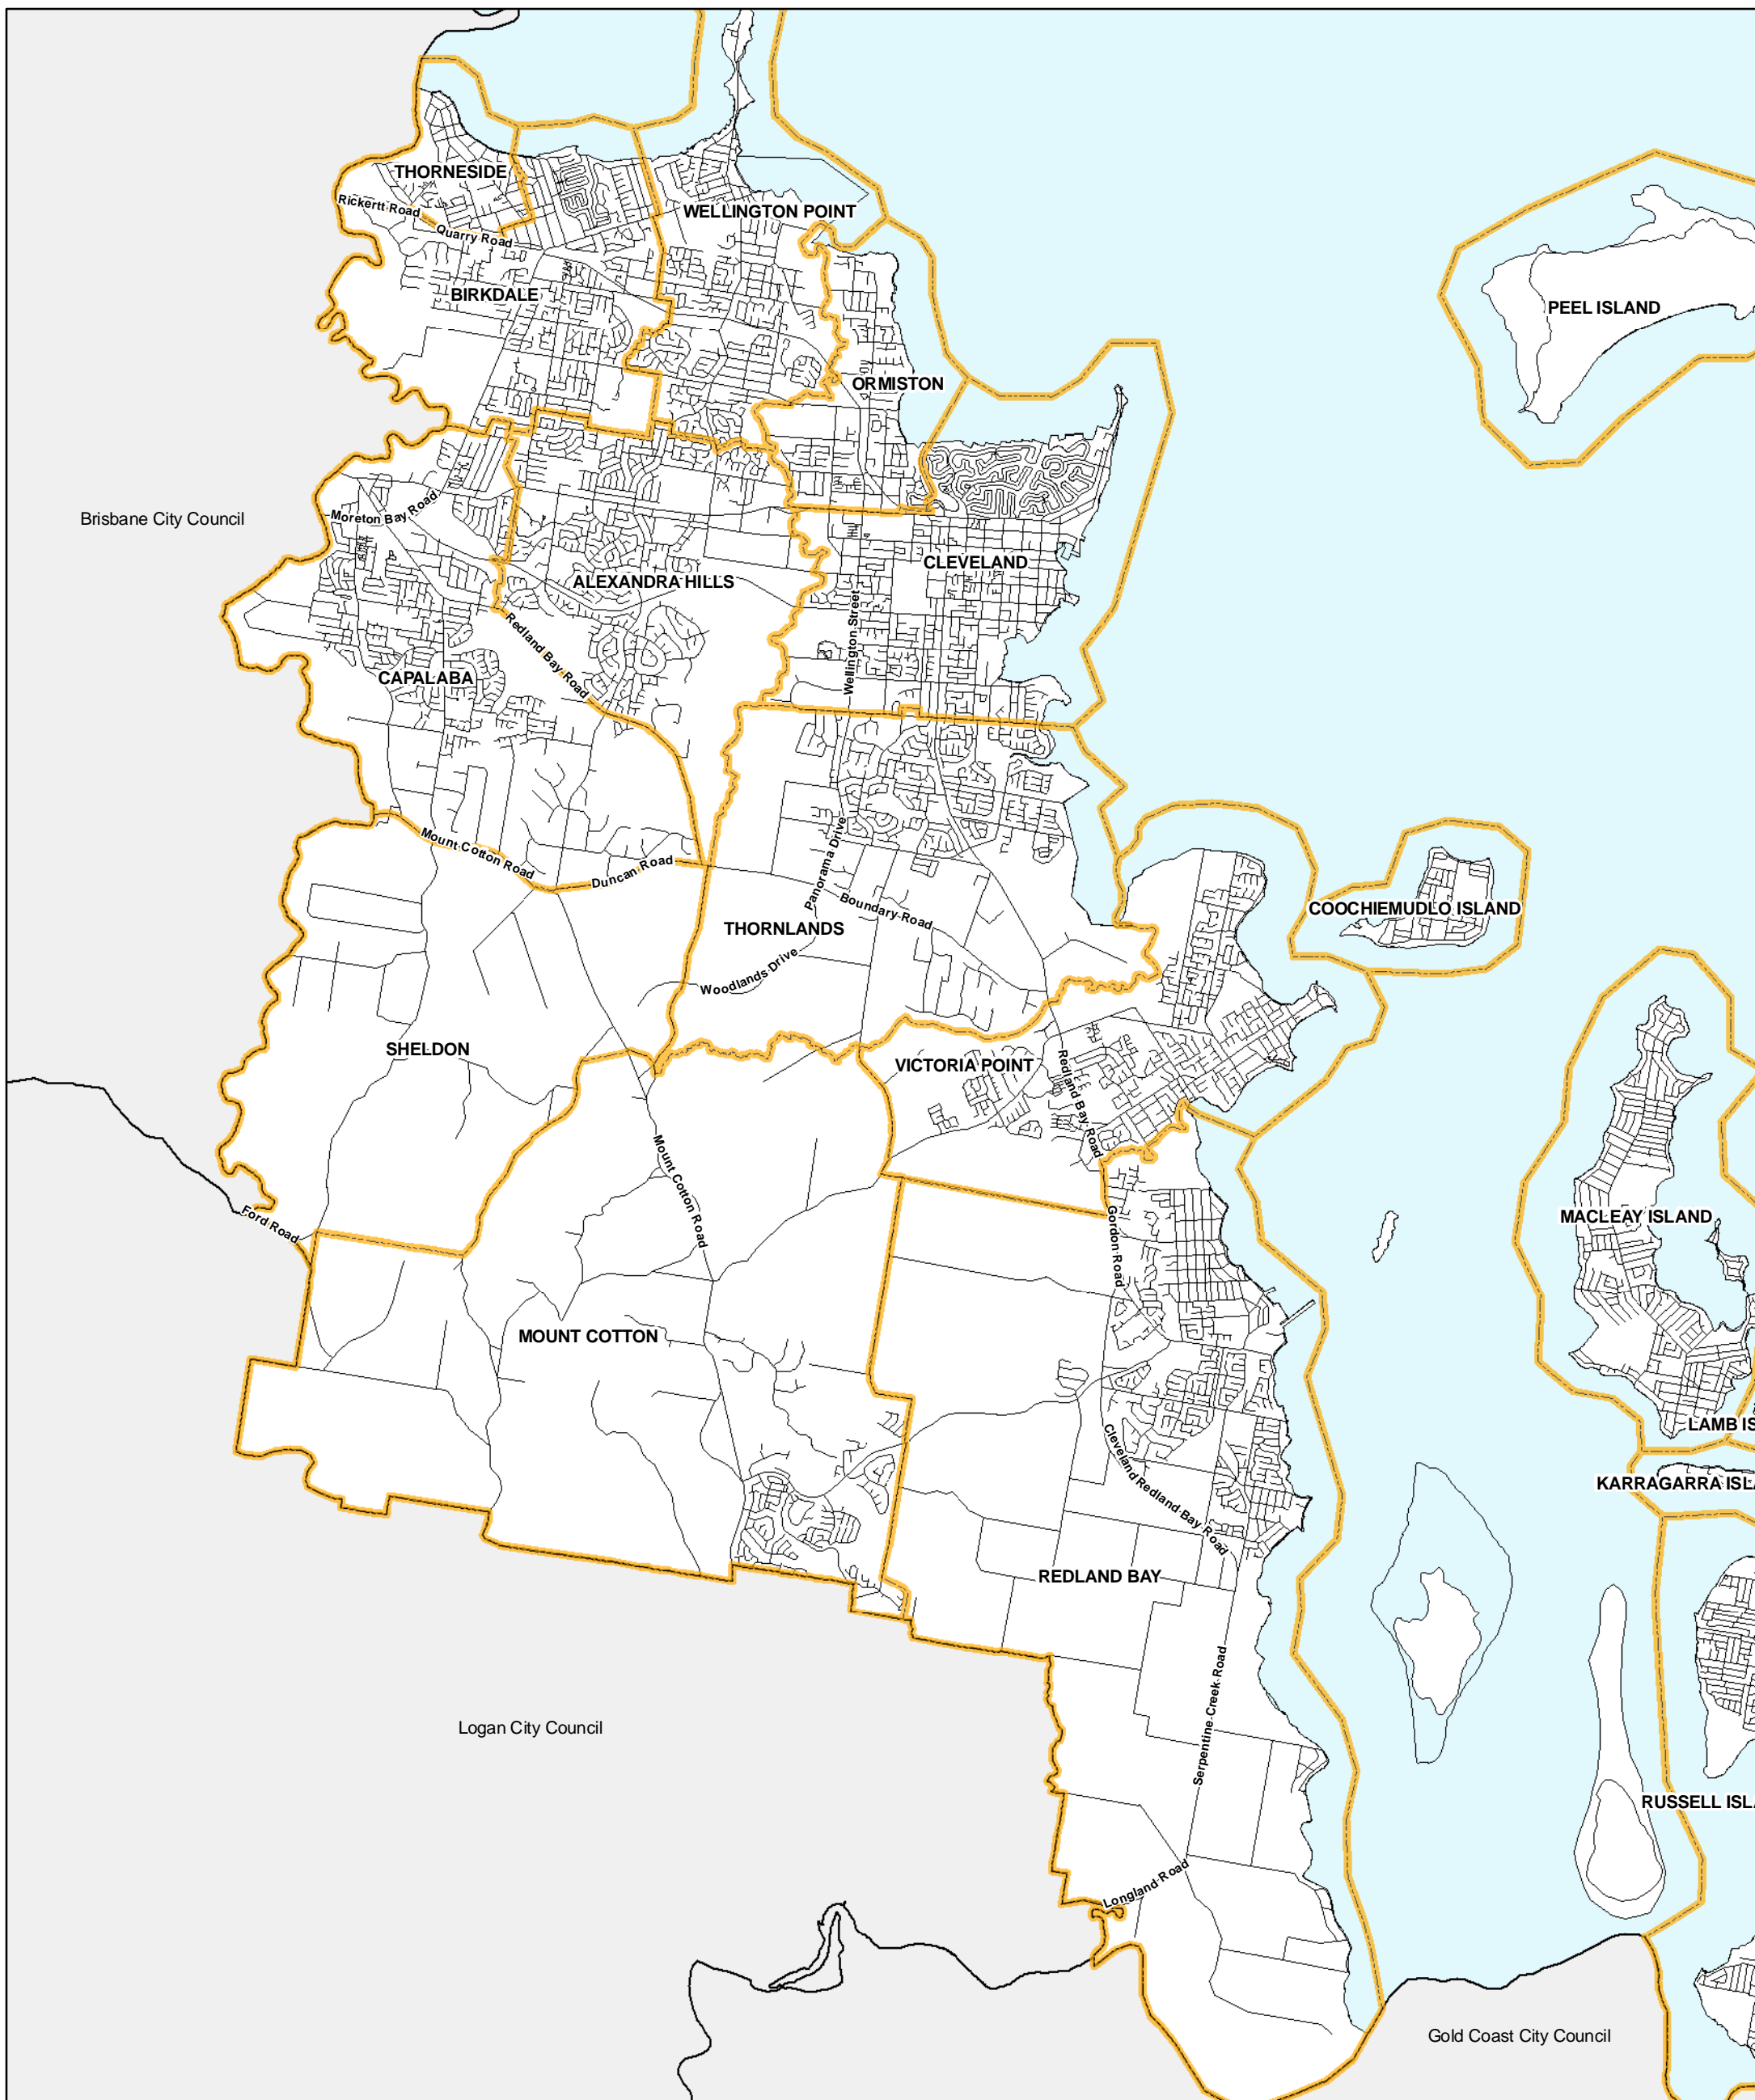 THORNESIDE
Rickertt Road
WELLINGTON POINT
Quarry Road
BIRKDALE
PEEL ISLAND
ORMISTON
Brisbane City Council
Moreton Bay Road
CLEVELAND
ALEXANDRA HILLS
Wellington Street
Redland Bay Road
CAPALABA
Mount Cotton Road
Duncan Road
Panorama Drive
Boundary Road
COOCHIEMUDLO ISLAND
THORNLANDS
Woodlands Drive
SHELDON
VICTORIA POINT
Redland Bay Road
Mount Cotton Road
Ford Road
MACLEAY ISLAND
Gordon Road
MOUNT COTTON
LAMB IS
KARRAGARRA ISL
Cleveland Redland Bay Road
REDLAND BAY
Serpentine Creek Road
Logan City Council
RUSSELL ISL
Longland Road
Gold Coast City Council